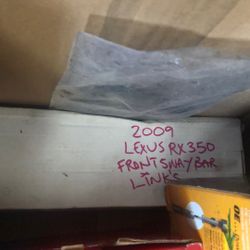 2009
LEXUS RX350
FRONT SWAY BAR
LINKS